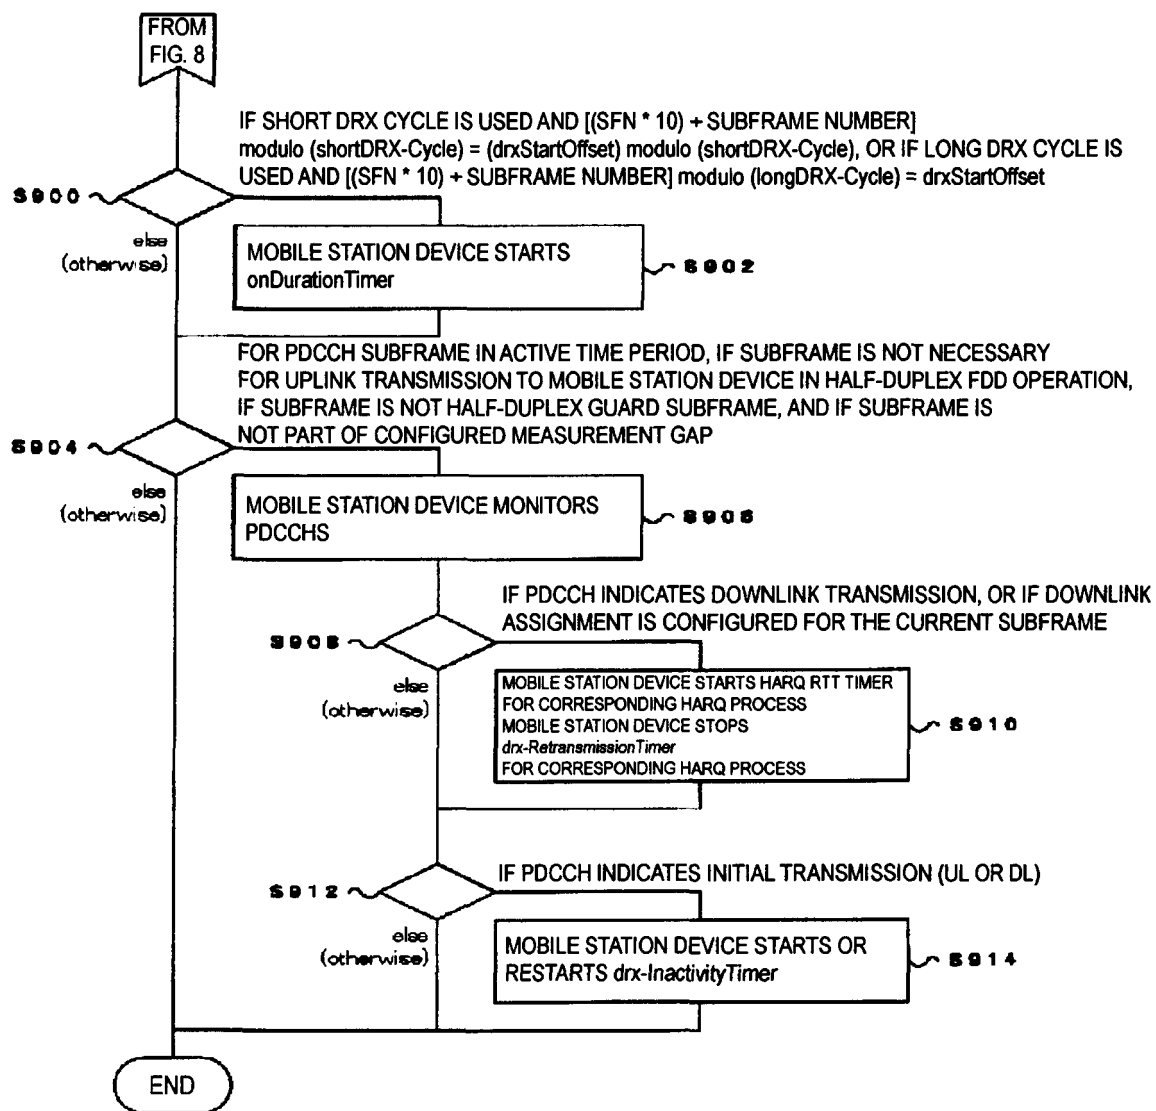 FROM
FIG. 8
IF SHORT DRX CYCLE IS USED AND [(SFN * 10) + SUBFRAME NUMBER]
modulo (shortDRX-Cycle) = (drxStartOffset) modulo (shortDRX-Cycle), OR IF LONG DRX CYCLE IS
USED AND [(SFN * 10) + SUBFRAME NUMBER] modulo (longDRX-Cycle) = drxStartOffset
S900
else
(otherwise)
MOBILE STATION DEVICE STARTS
onDurationTimer
S902
FOR PDCCH SUBFRAME IN ACTIVE TIME PERIOD, IF SUBFRAME IS NOT NECESSARY
FOR UPLINK TRANSMISSION TO MOBILE STATION DEVICE IN HALF-DUPLEX FDD OPERATION,
IF SUBFRAME IS NOT HALF-DUPLEX GUARD SUBFRAME, AND IF SUBFRAME IS
NOT PART OF CONFIGURED MEASUREMENT GAP
S904
else
(otherwise)
MOBILE STATION DEVICE MONITORS
PDCCHS
S906
IF PDCCH INDICATES DOWNLINK TRANSMISSION, OR IF DOWNLINK
ASSIGNMENT IS CONFIGURED FOR THE CURRENT SUBFRAME
S908
else
(otherwise)
MOBILE STATION DEVICE STARTS HARQ RTT TIMER
FOR CORRESPONDING HARQ PROCESS
MOBILE STATION DEVICE STOPS
drx-RetransmissionTimer
FOR CORRESPONDING HARQ PROCESS
S910
IF PDCCH INDICATES INITIAL TRANSMISSION (UL OR DL)
S912
else
(otherwise)
MOBILE STATION DEVICE STARTS OR
RESTARTS drx-InactivityTimer
S914
END